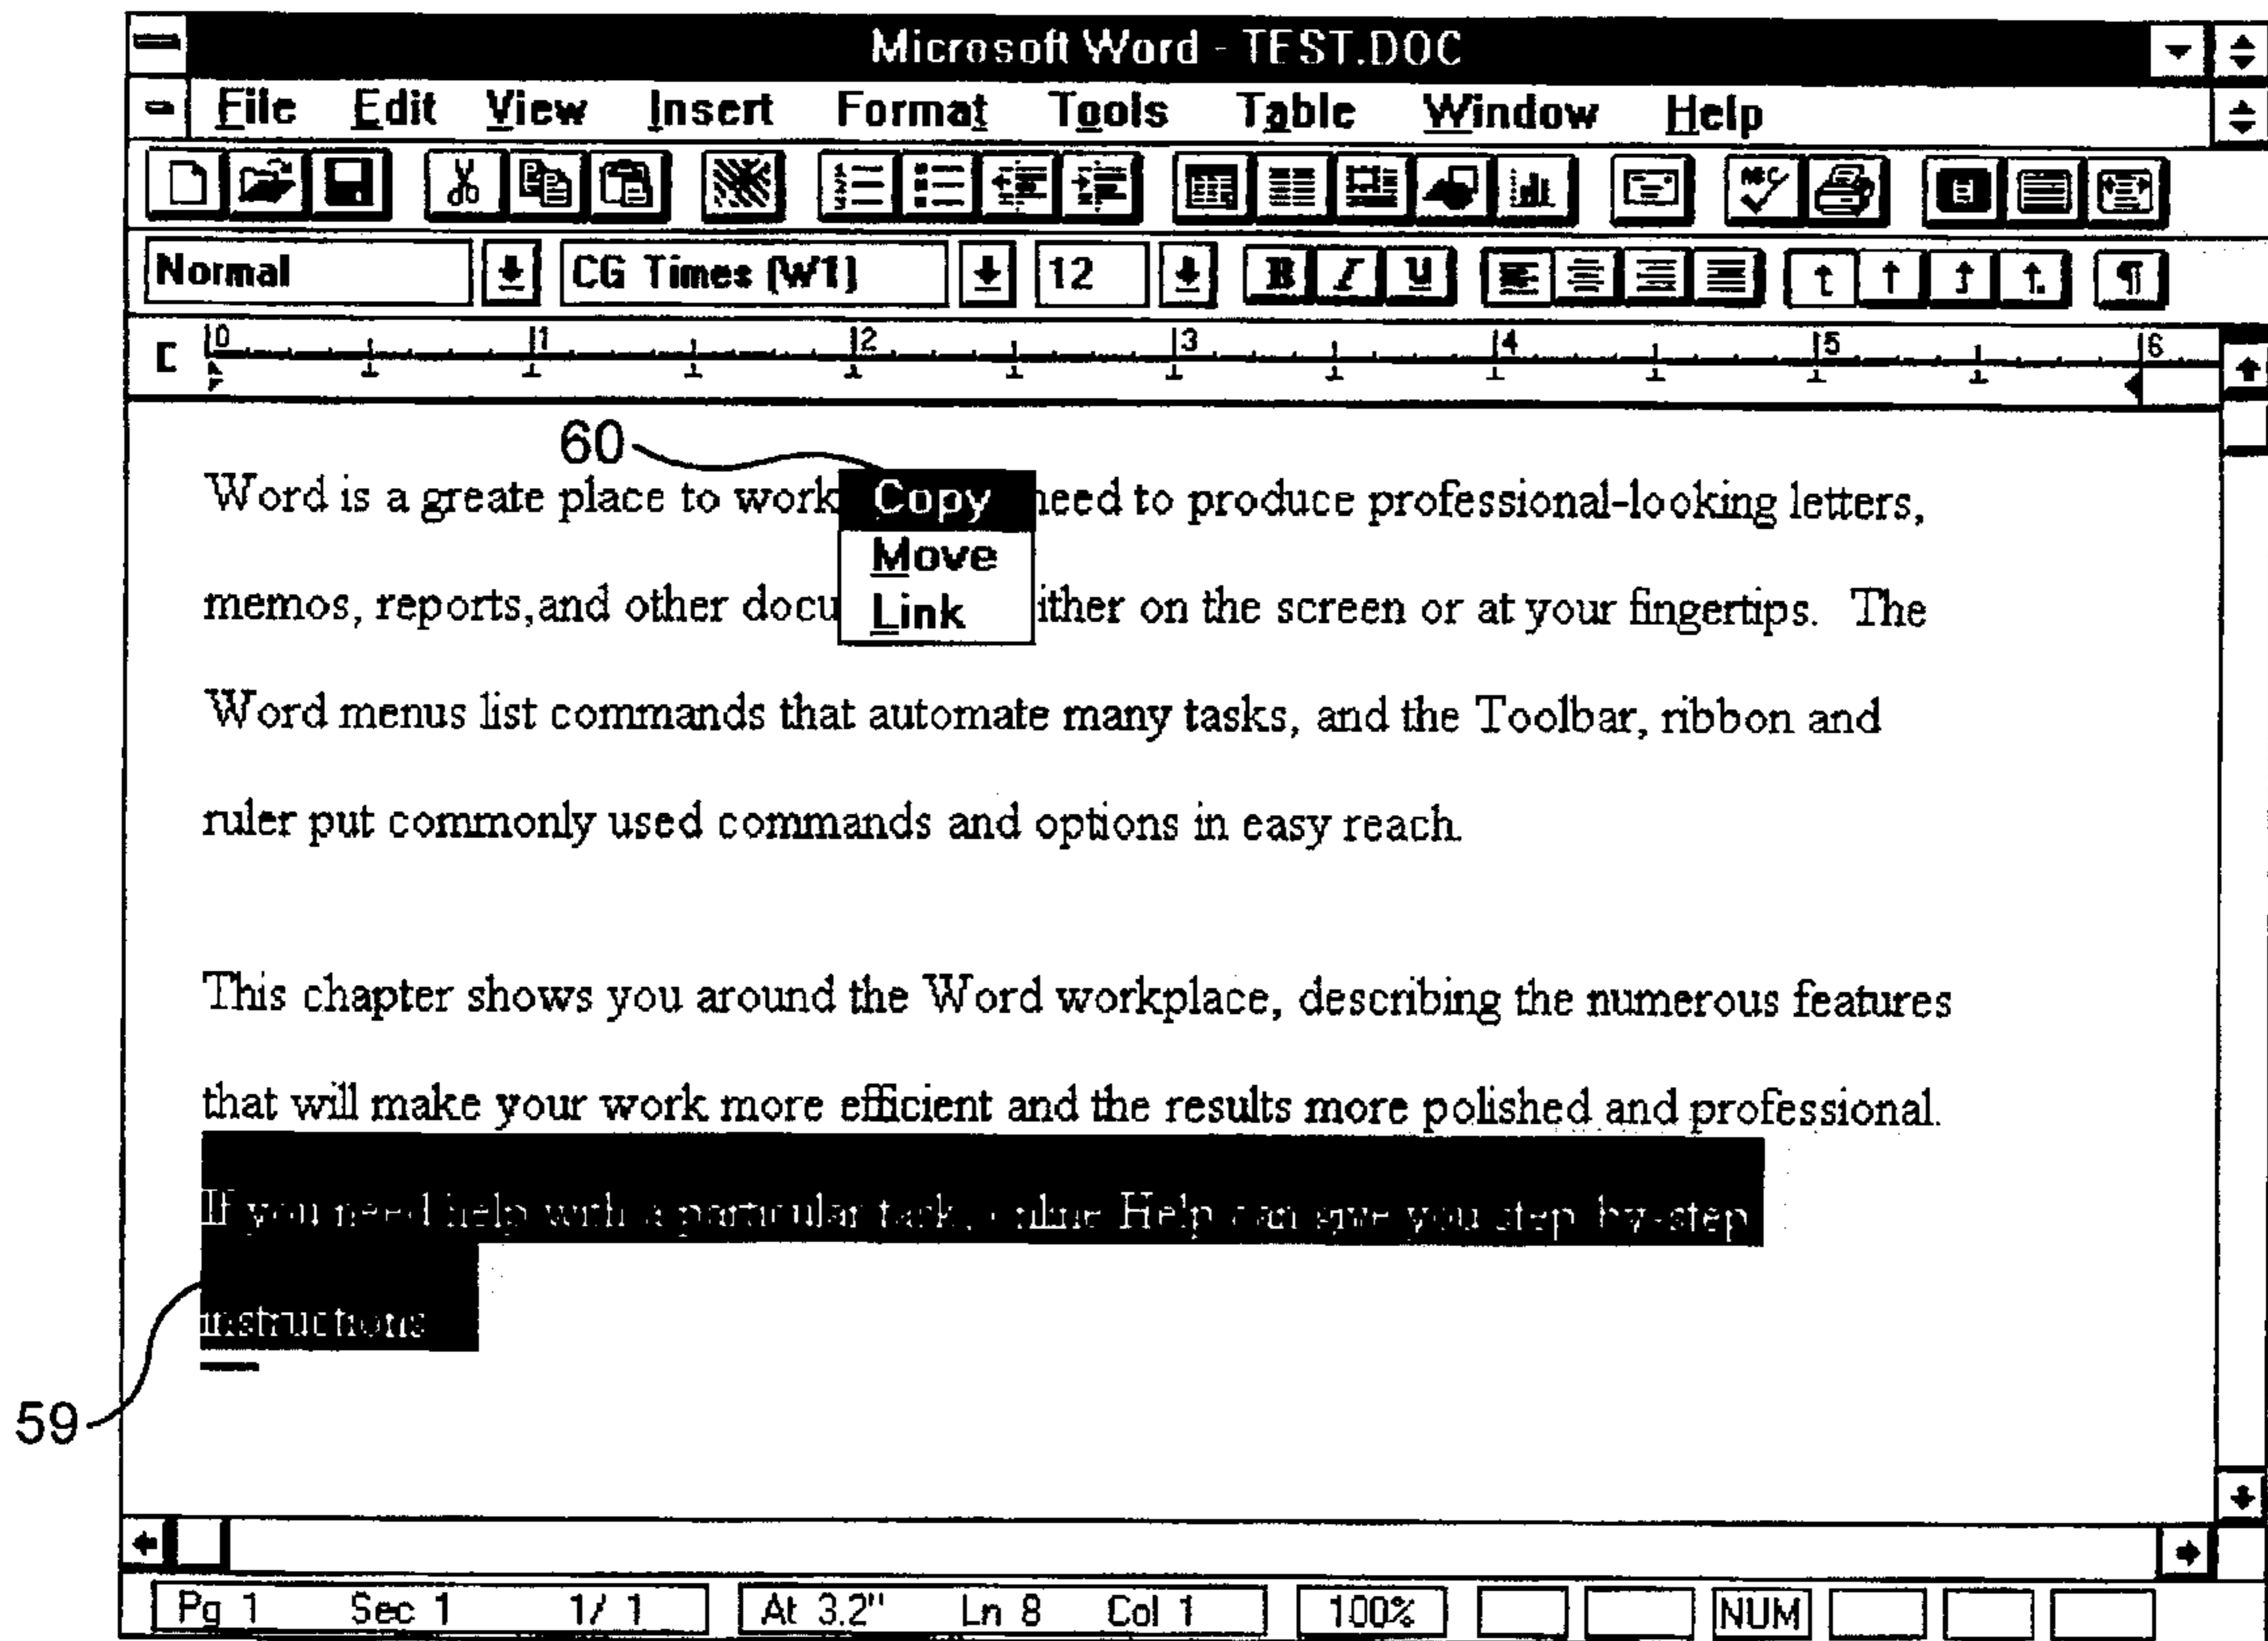 Microsoft Word - TEST.DOC
File Edit View Insert Format Tools Table Window Help
ABC
Normal CG Times (W1) 12 B I U ¶
0 1 2 3 4 5 6
60
Word is a greate place to work Copy need to produce professional-looking letters,
Move
memos, reports,and other docu Link ither on the screen or at your fingertips. The
Word menus list commands that automate many tasks, and the Toolbar, ribbon and
ruler put commonly used commands and options in easy reach.
This chapter shows you around the Word workplace, describing the numerous features
that will make your work more efficient and the results more polished and professional.
If you need help with a particular task, online Help can give you step-by-step
instructions
59
Pg 1 Sec 1 1/ 1 At 3.2" Ln 8 Col 1 100% NUM